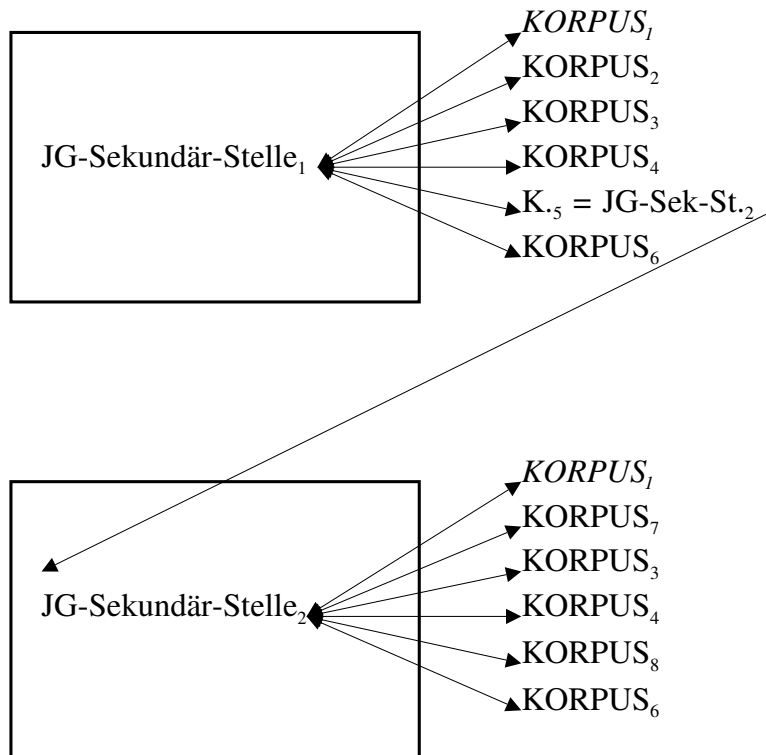 KORPUS₁
KORPUS₂
KORPUS₃
JG-Sekundär-Stelle₁
KORPUS₄
K.₅ = JG-Sek-St.₂
KORPUS₆
KORPUS₁
KORPUS₇
KORPUS₃
JG-Sekundär-Stelle₂
KORPUS₄
KORPUS₈
KORPUS₆